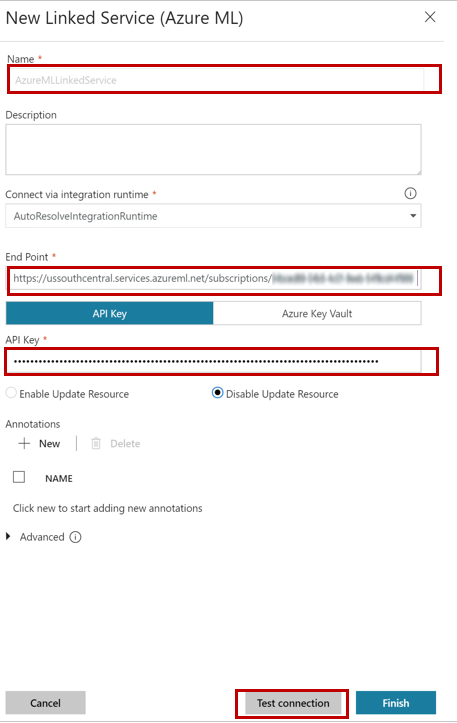 New Linked Service (Azure ML)
Name *
AzureMLLinkedService
Description
Connect via integration runtime *
AutoResolveIntegrationRuntime
End Point *
https://ussouthcentral.services.azureml.net/subscriptions/
API Key
Azure Key Vault
API Key *
••••••••••••••••••••••••••••••••••••••••••••••••••••••••••••••••••••••••••••••••••••••••
Enable Update Resource
Disable Update Resource
Annotations
New
Delete
NAME
Click new to start adding new annotations
Advanced
Cancel
Test connection
Finish